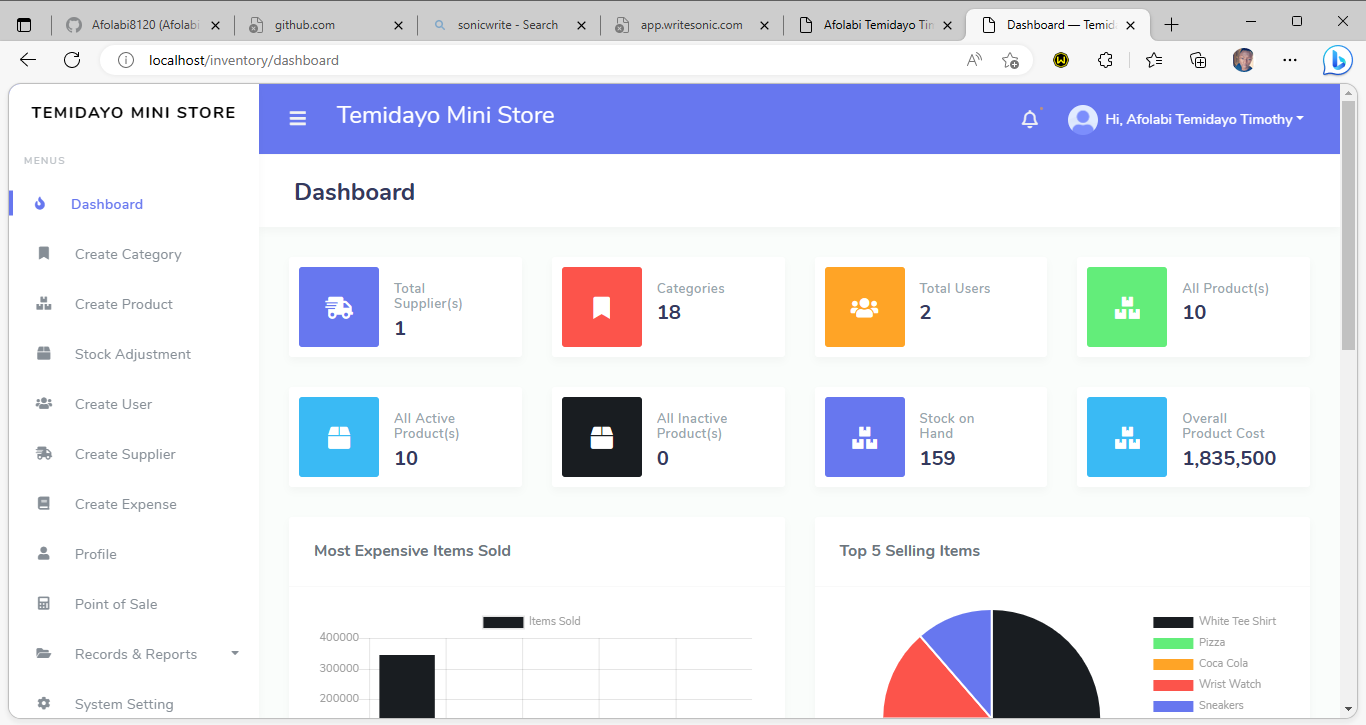 Afolabi8120 (Afolabi
github.com
sonicwrite - Search
app.writesonic.com
Afolabi Temidayo Tin
Dashboard — Temid
localhost/inventory/dashboard
TEMIDAYO MINI STORE
Temidayo Mini Store
Hi, Afolabi Temidayo Timothy
MENUS
Dashboard
Create Category
Create Product
Stock Adjustment
Create User
Create Supplier
Create Expense
Profile
Point of Sale
Records & Reports
System Setting
Dashboard
Total
Supplier(s)
1
Categories
18
Total Users
2
All Product(s)
10
All Active
Product(s)
10
All Inactive
Product(s)
0
Stock on
Hand
159
Overall
Product Cost
1,835,500
Most Expensive Items Sold
Items Sold
400000
300000
200000
Top 5 Selling Items
White Tee Shirt
Pizza
Coca Cola
Wrist Watch
Sneakers